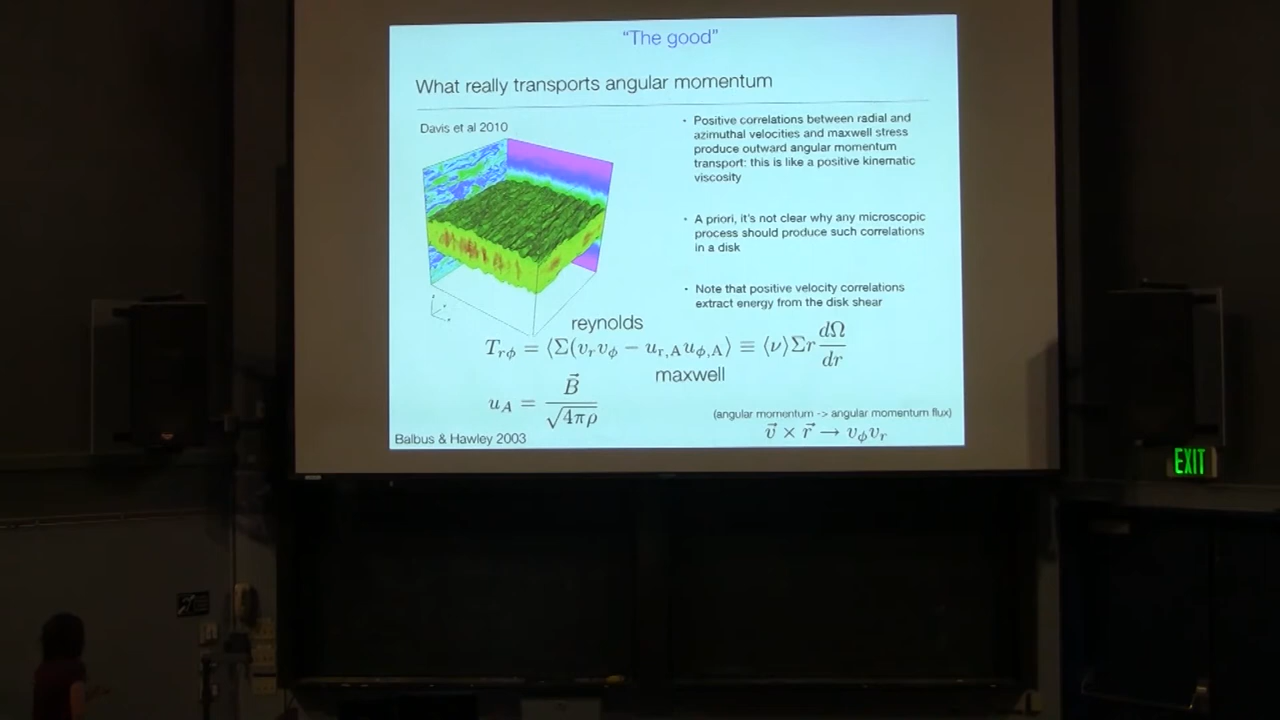 “The good”
What really transports angular momentum
Davis et al 2010
• Positive correlations between radial and
azimuthal velocities and maxwell stress
produce outward angular momentum
transport: this is like a positive kinematic
viscosity
• A priori, it's not clear why any microscopic
process should produce such correlations
in a disk
• Note that positive velocity correlations
extract energy from the disk shear
reynolds
T_{rϕ} = ⟨Σ(v_r v_ϕ − u_{r,A} u_{ϕ,A}⟩ ≡ ⟨ν⟩Σr dΩ/dr
maxwell
u_A = B⃗/√(4πρ)
(angular momentum -> angular momentum flux)
v⃗ × r⃗ → v_ϕ v_r
Balbus & Hawley 2003
EXIT